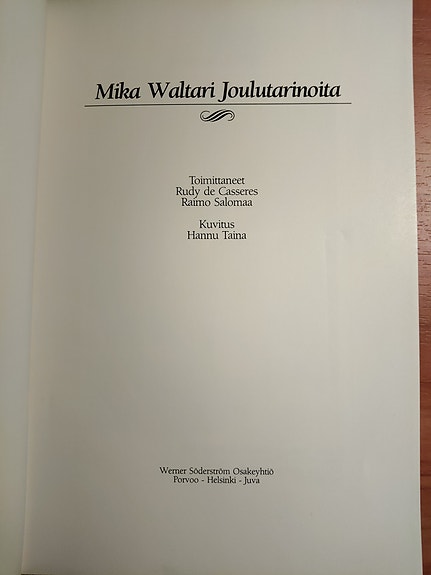 Mika Waltari Joulutarinoita
Toimittaneet
Rudy de Casseres
Raimo Salomaa
Kuvitus
Hannu Taina
Werner Söderström Osakeyhtiö
Porvoo - Helsinki - Juva